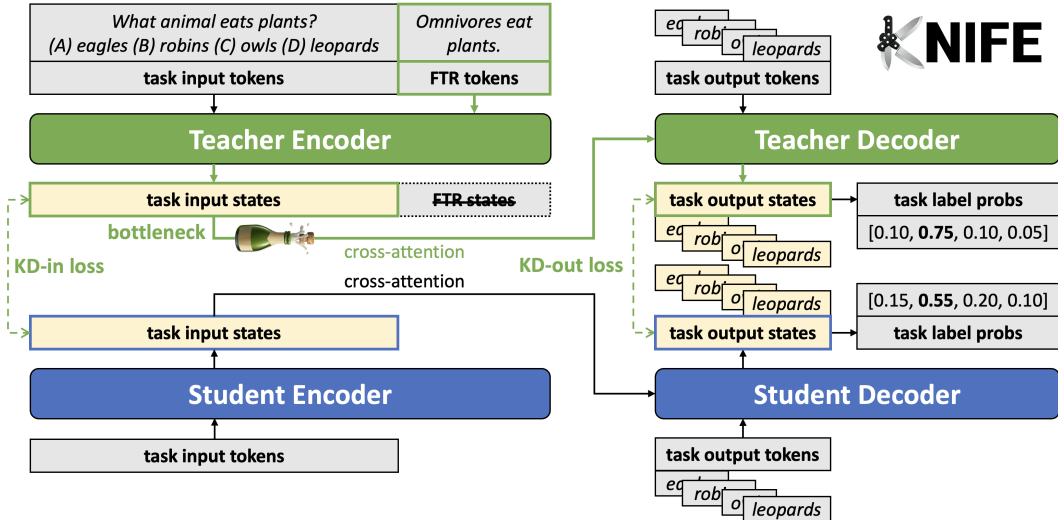 What animal eats plants?
(A) eagles (B) robins (C) owls (D) leopards
task input tokens
Omnivores eat
plants.
FTR tokens
leopards
task output tokens
KNIFE
Teacher Encoder
Teacher Decoder
task input states
FTR states
bottleneck
cross-attention
KD-in loss
cross-attention
task output states
task label probs
[0.10, 0.75, 0.10, 0.05]
leopards
KD-out loss
leopards
[0.15, 0.55, 0.20, 0.10]
task input states
task output states
task label probs
Student Encoder
Student Decoder
task input tokens
task output tokens
leopards